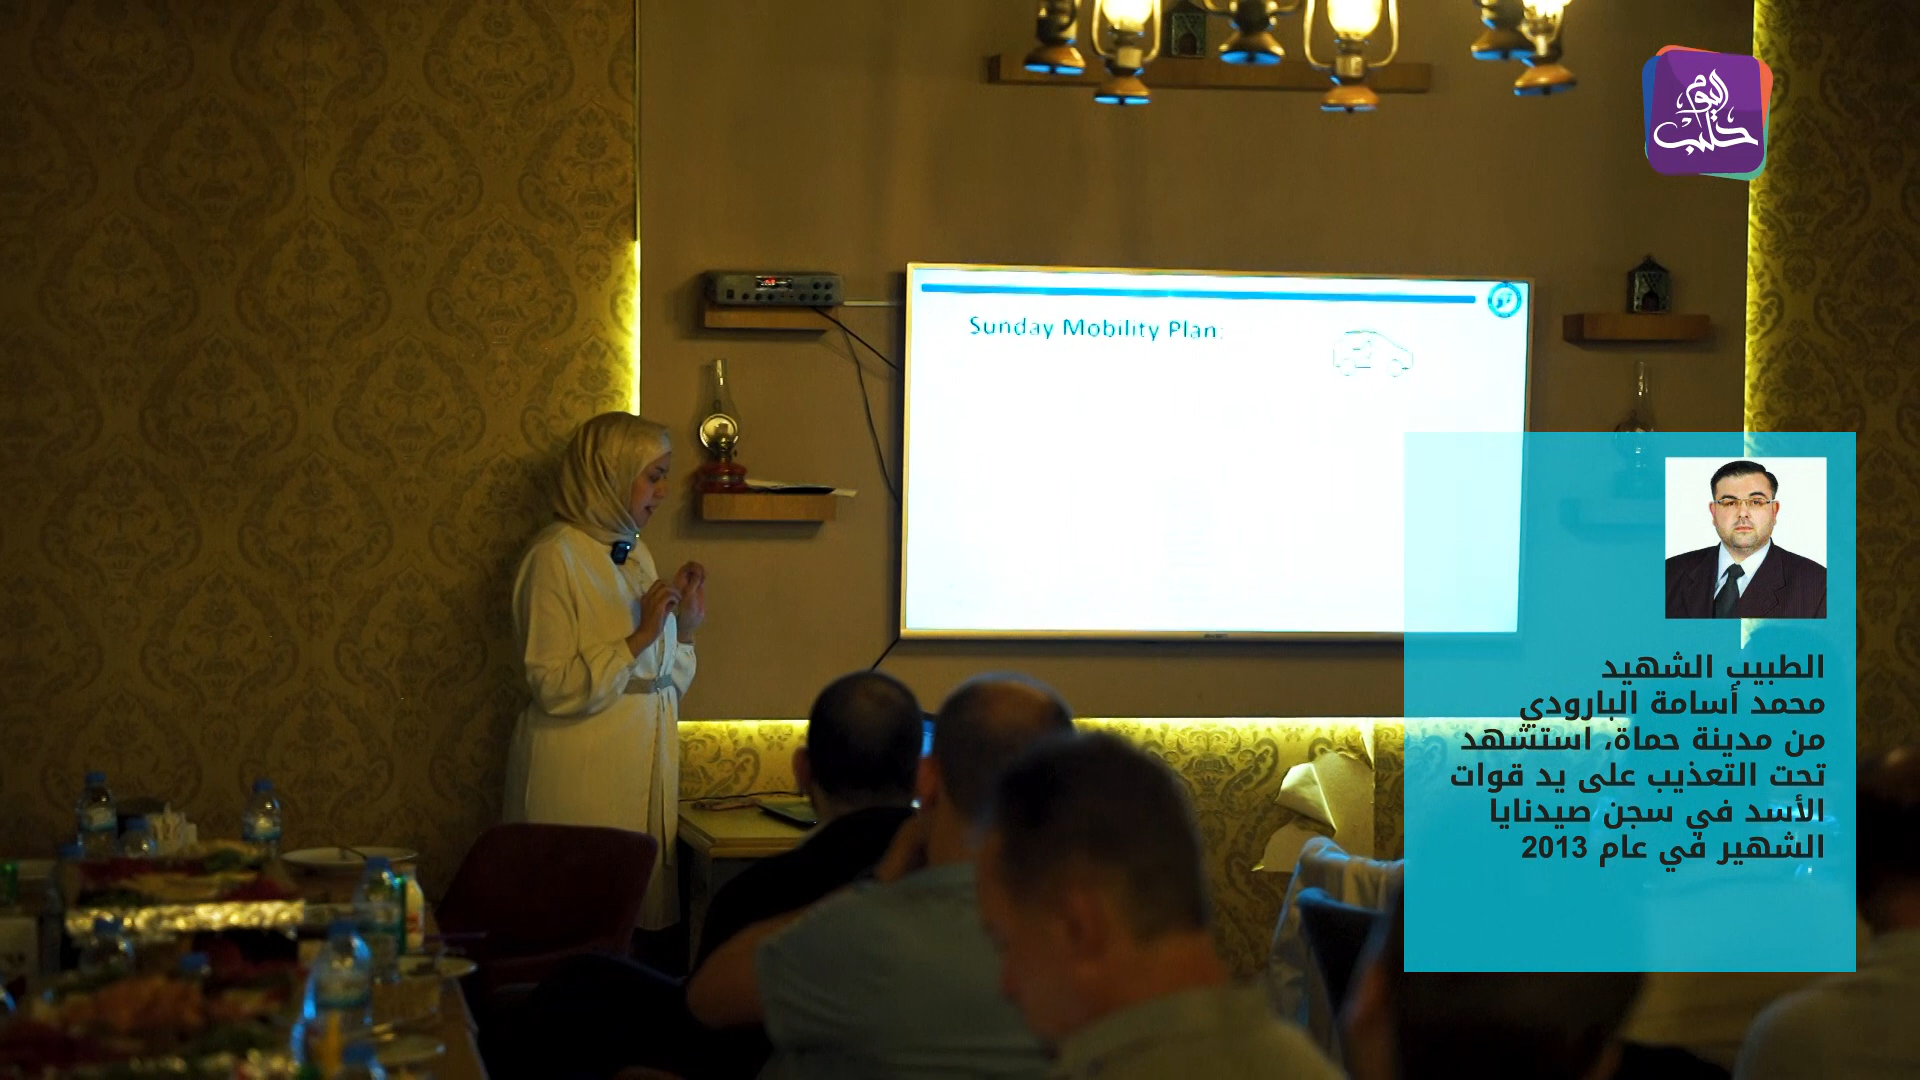 اليوم
حلب
Sunday Mobility Plan:
الطبيب الشهيد
محمد أسامة البارودي
من مدينة حماة، استشهد
تحت التعذيب على يد قوات
الأسد في سجن صيدنايا
الشهير في عام 2013